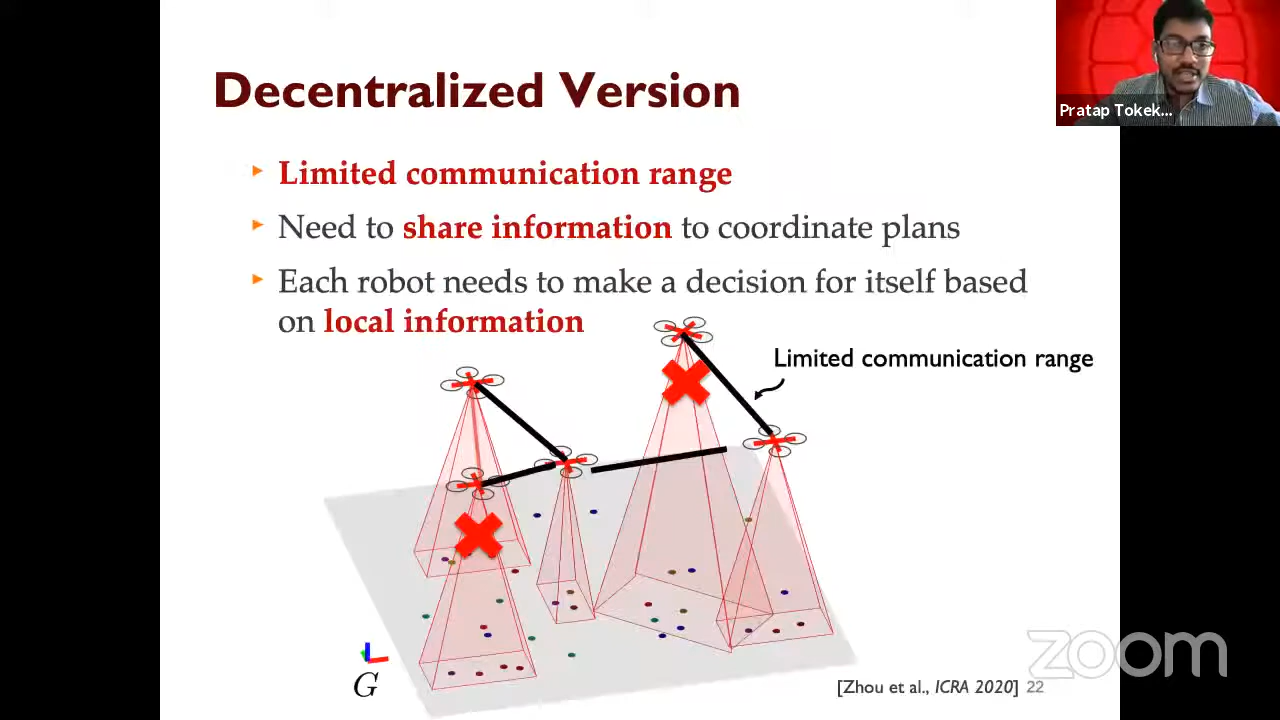 Decentralized Version
Pratap Tokek...
Limited communication range
Need to share information to coordinate plans
Each robot needs to make a decision for itself based
on local information
Limited communication range
G
[Zhou et al., ICRA 2020] 22
zoom